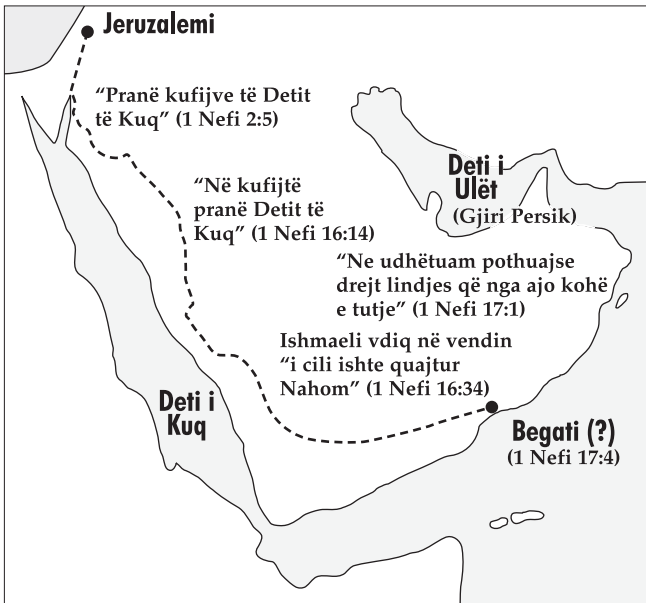 Jeruzalemi
“Pranë kufijve të Detit
të Kuq” (1 Nefi 2:5)
“Në kufijtë
pranë Detit të
Kuq” (1 Nefi 16:14)
Deti i
Ulët
(Gjiri Persik)
“Ne udhëtuam pothuajse
drejt lindjes që nga ajo kohë
e tutje” (1 Nefi 17:1)
Ishmaeli vdiq në vendin
“i cili ishte quajtur
Nahom” (1 Nefi 16:34)
Deti i
Kuq
Begati (?)
(1 Nefi 17:4)